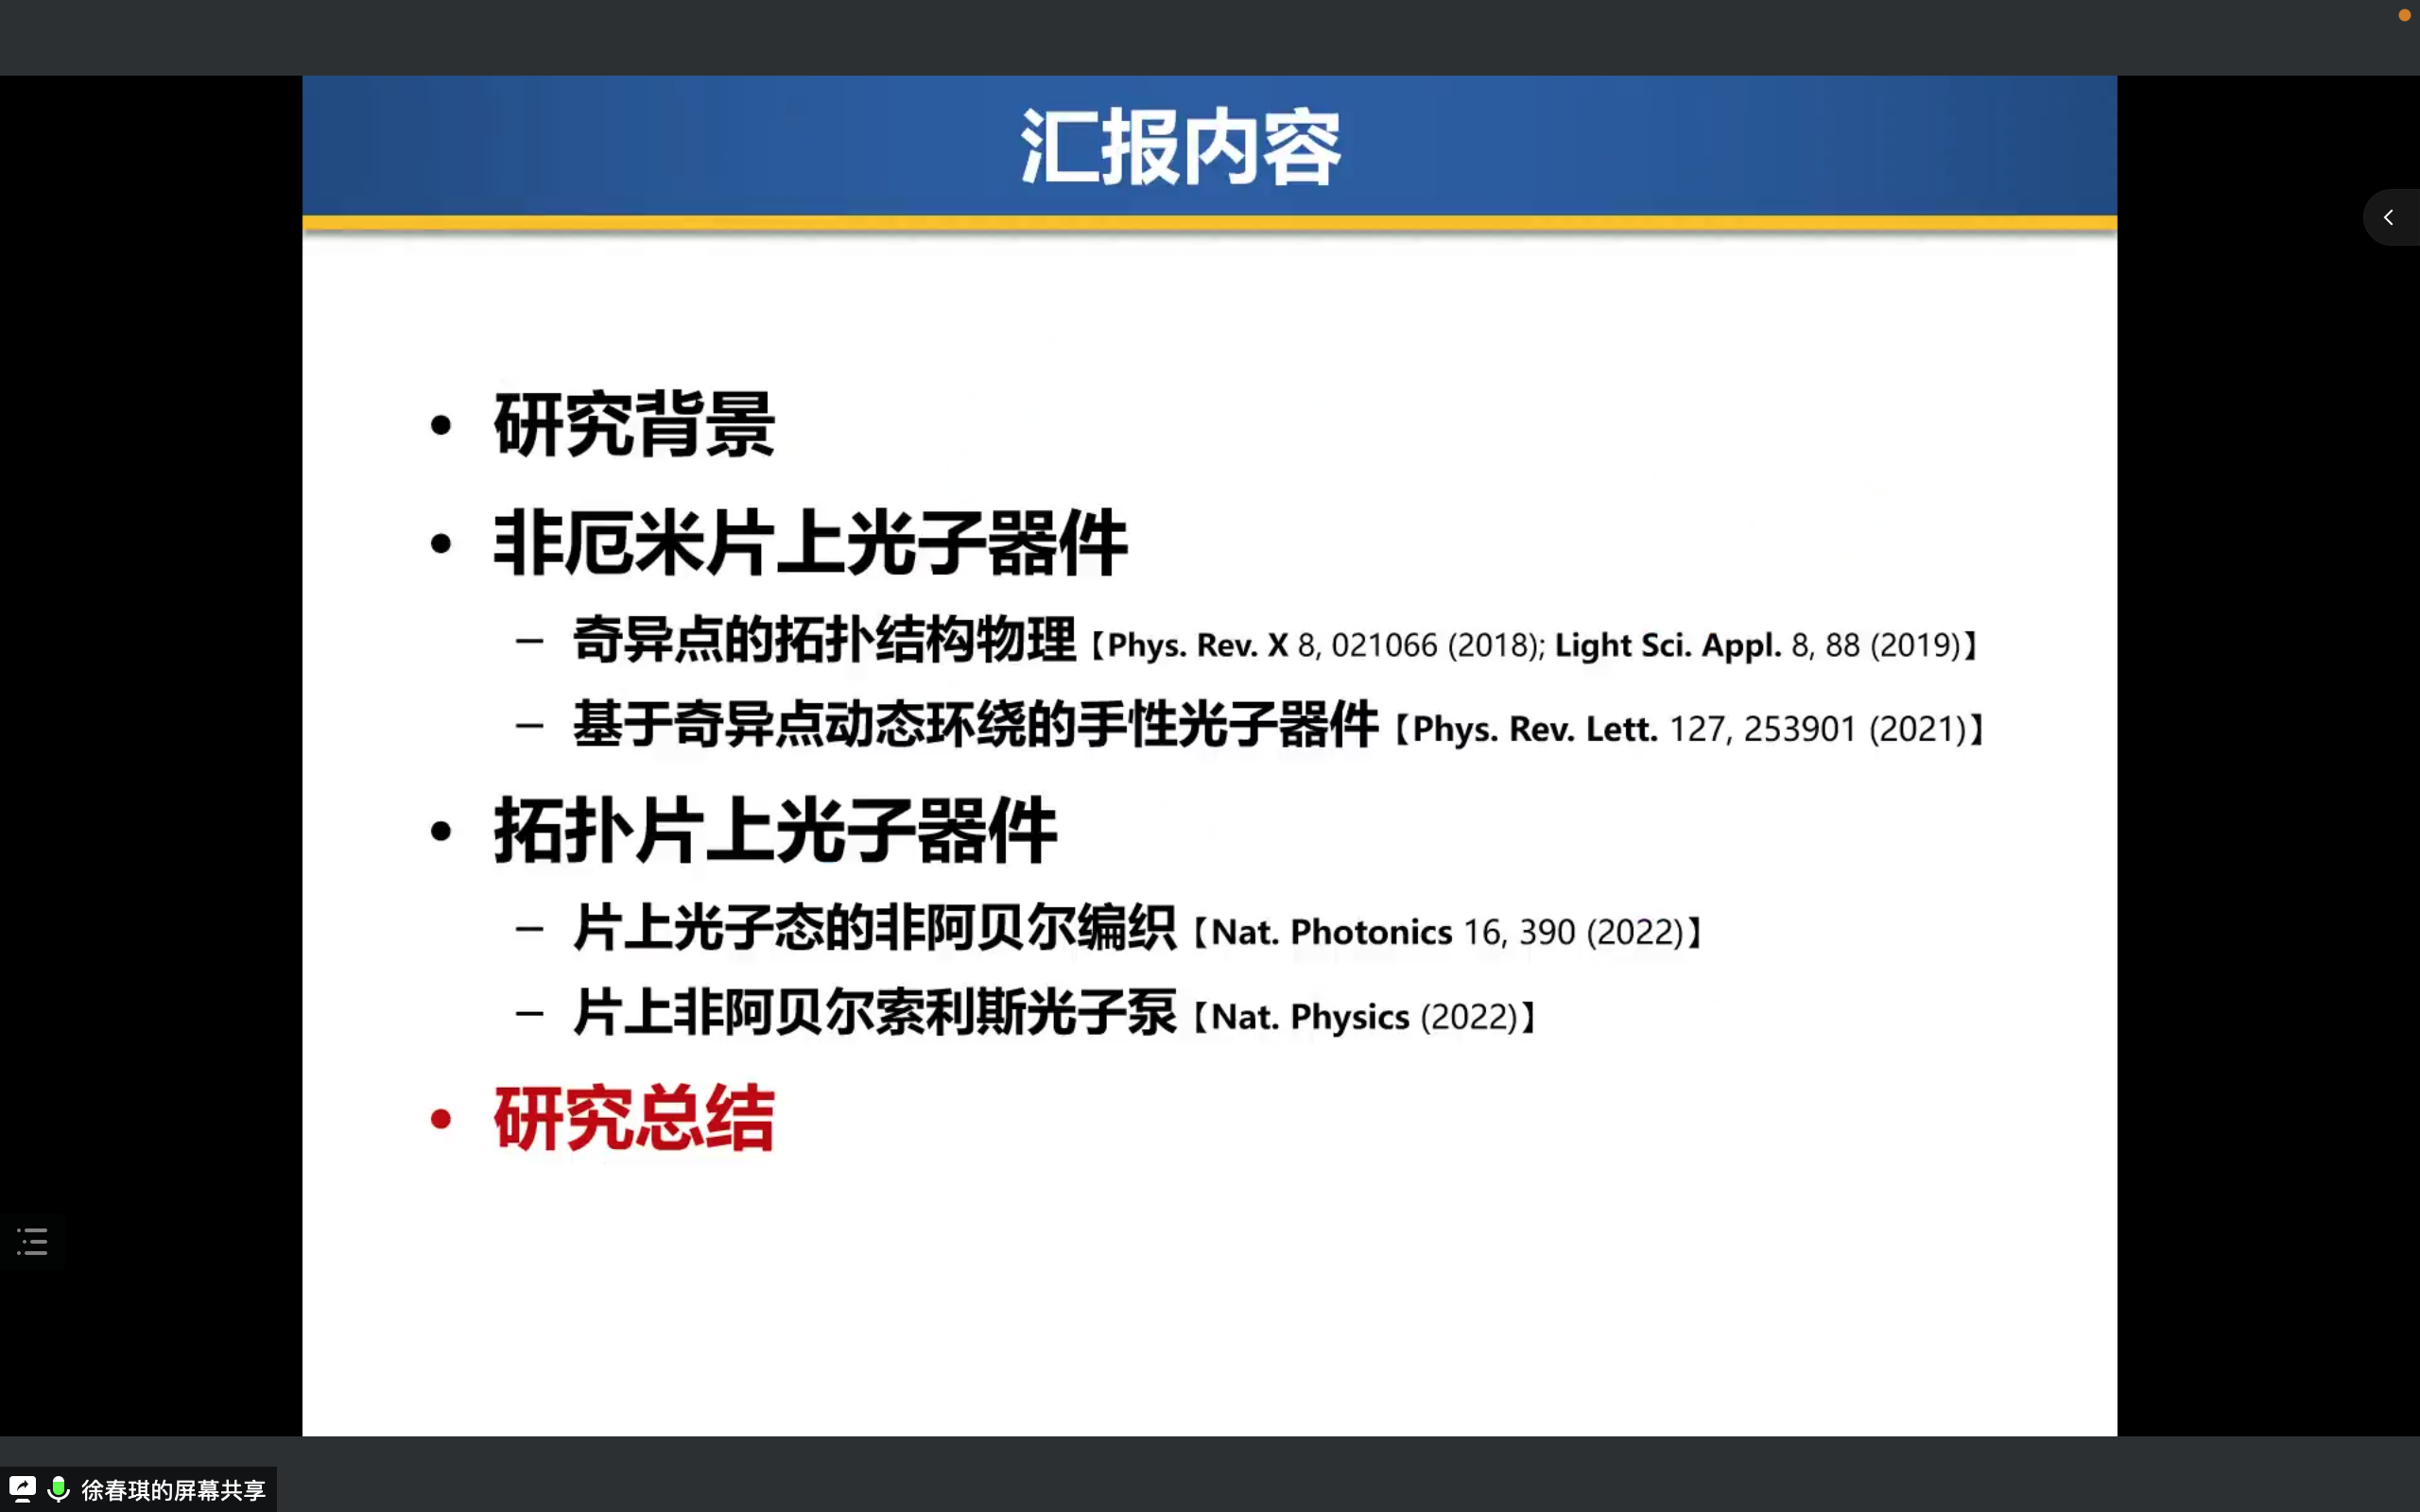 汇报内容
• 研究背景
• 非厄米片上光子器件
– 奇异点的拓扑结构物理【Phys. Rev. X 8, 021066 (2018); Light Sci. Appl. 8, 88 (2019)】
– 基于奇异点动态环绕的手性光子器件【Phys. Rev. Lett. 127, 253901 (2021)】
• 拓扑片上光子器件
– 片上光子态的非阿贝尔编织【Nat. Photonics 16, 390 (2022)】
– 片上非阿贝尔索利斯光子泵【Nat. Physics (2022)】
• 研究总结
徐春琪的屏幕共享